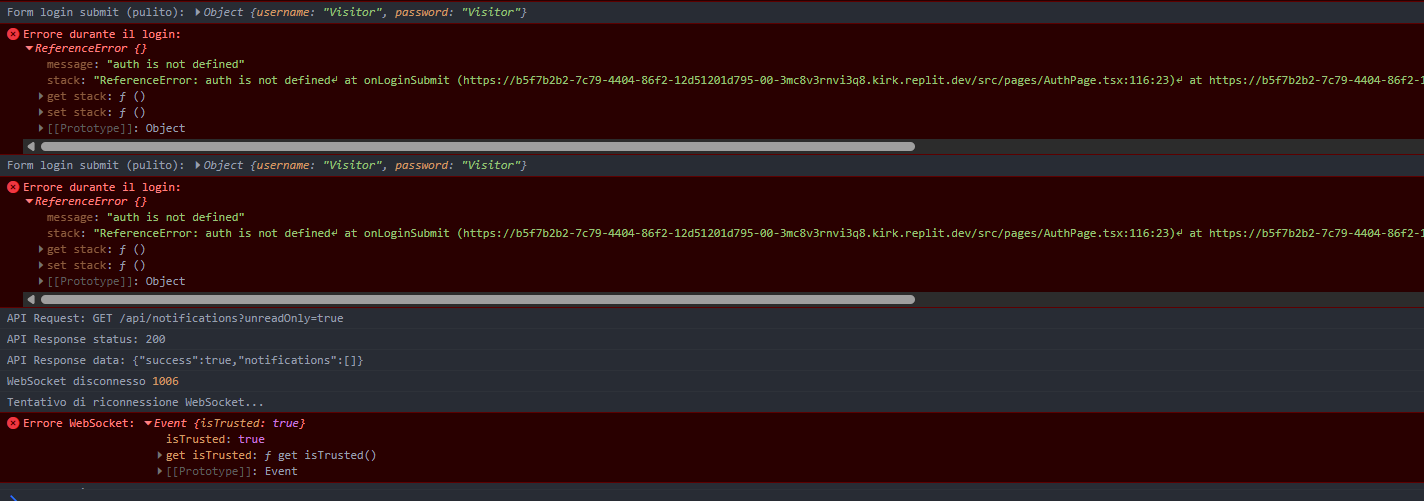 Form login submit (pulito): Object {username: "Visitor", password: "Visitor"}
Errore durante il login:
ReferenceError {}
message: "auth is not defined"
stack: "ReferenceError: auth is not defined↵ at onLoginSubmit (https://b5f7b2b2-7c79-4404-86f2-12d51201d795-00-3mc8v3rnvi3q8.kirk.replit.dev/src/pages/AuthPage.tsx:116:23)↵ at https://b5f7b2b2-7c79-4404-86f2-1
get stack: ƒ ()
set stack: ƒ ()
[[Prototype]]: Object
Form login submit (pulito): Object {username: "Visitor", password: "Visitor"}
Errore durante il login:
ReferenceError {}
message: "auth is not defined"
stack: "ReferenceError: auth is not defined↵ at onLoginSubmit (https://b5f7b2b2-7c79-4404-86f2-12d51201d795-00-3mc8v3rnvi3q8.kirk.replit.dev/src/pages/AuthPage.tsx:116:23)↵ at https://b5f7b2b2-7c79-4404-86f2-1
get stack: ƒ ()
set stack: ƒ ()
[[Prototype]]: Object
API Request: GET /api/notifications?unreadOnly=true
API Response status: 200
API Response data: {"success":true,"notifications":[]}
WebSocket disconnesso 1006
Tentativo di riconnessione WebSocket...
Errore WebSocket: Event {isTrusted: true}
isTrusted: true
get isTrusted: ƒ get isTrusted()
[[Prototype]]: Event